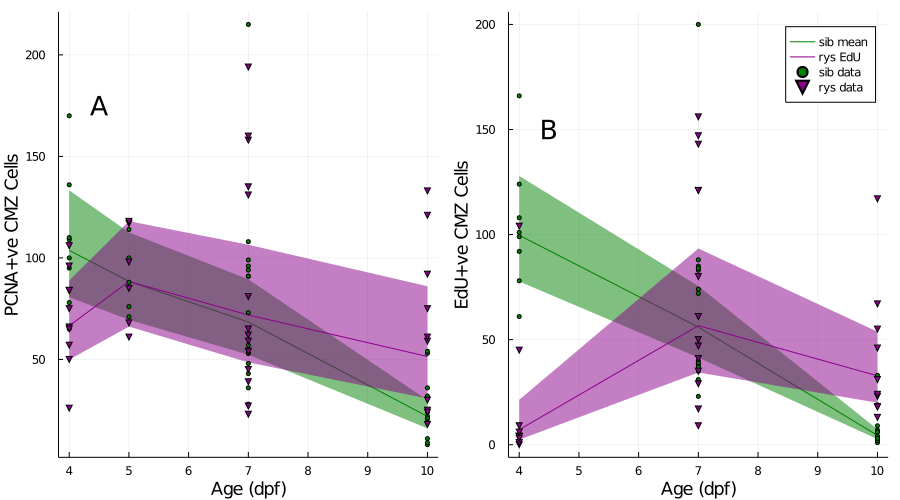 PCNA+ve CMZ Cells
200
150
100
50
A
4 5 6 7 8 9 10
Age (dpf)
EdU+ve CMZ Cells
200
150
100
50
0
B
sib mean
rys EdU
sib data
rys data
4 5 6 7 8 9 10
Age (dpf)